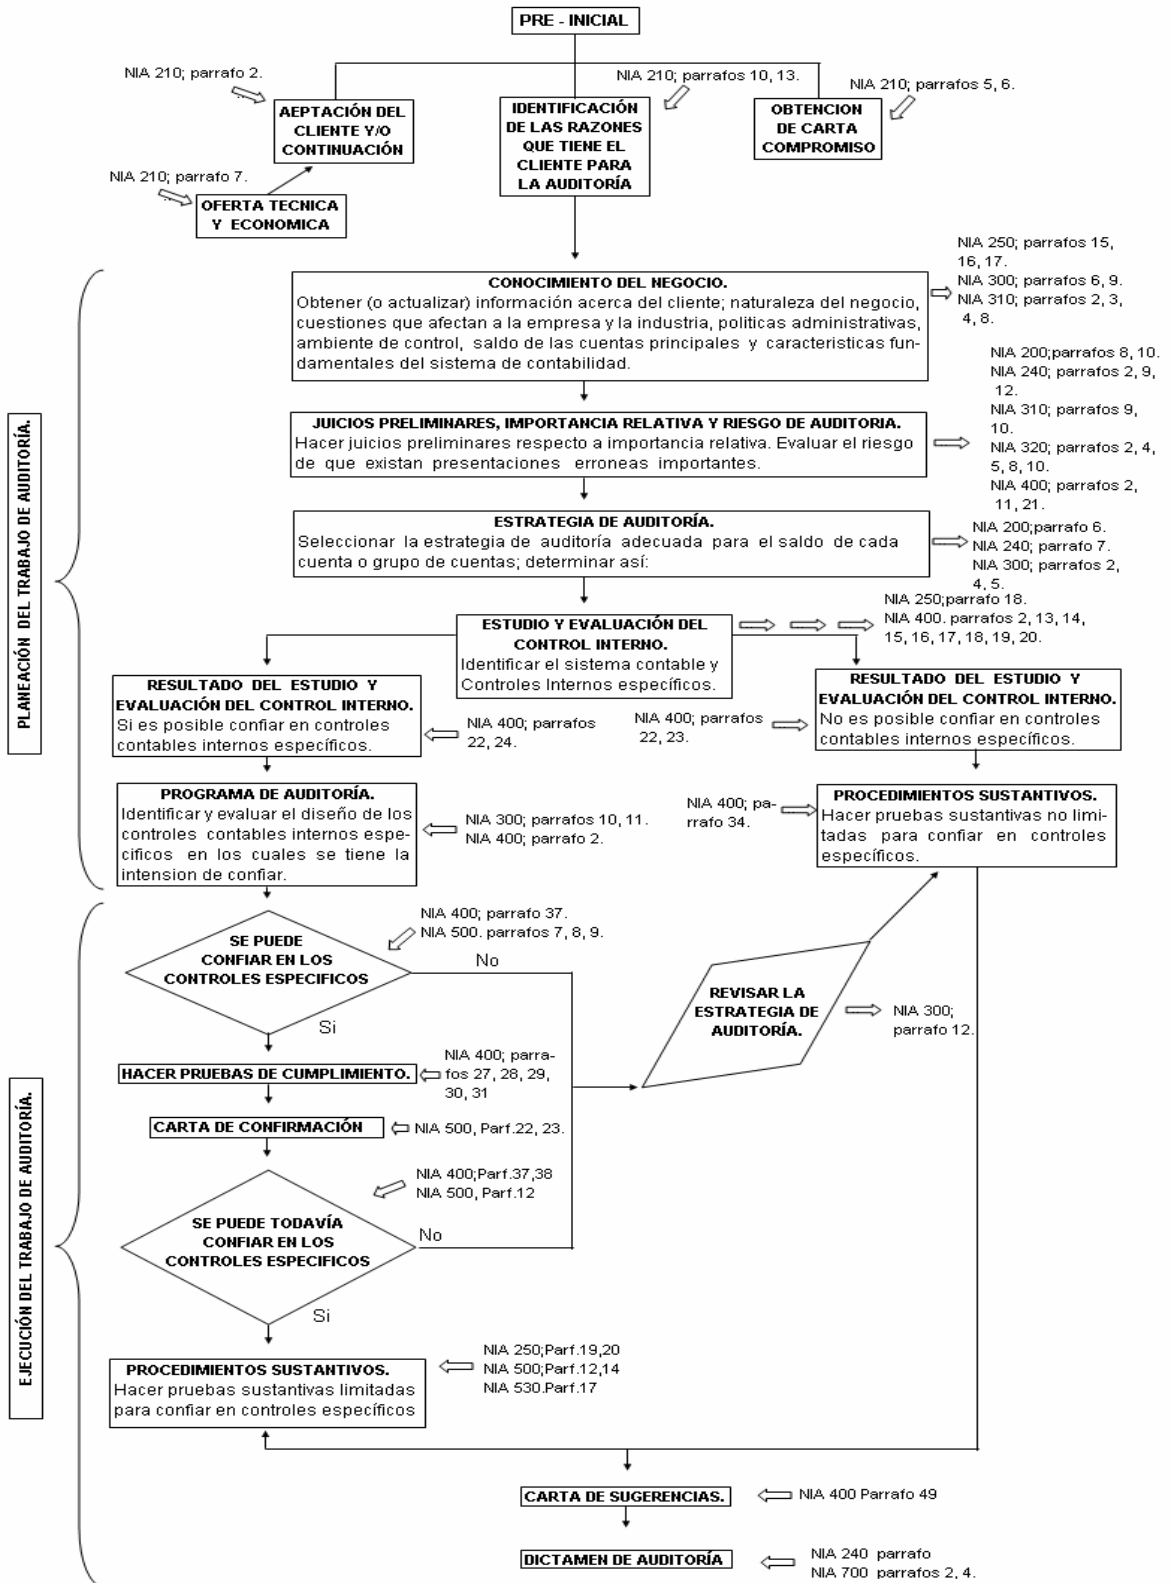 PRE - INICIAL
NIA 210; parrafo 2.
NIA 210; parrafos 10, 13.
NIA 210; parrafos 5, 6.
AEPTACIÓN DEL
CLIENTE Y/O
CONTINUACIÓN
IDENTIFICACIÓN
DE LAS RAZONES
QUE TIENE EL
CLIENTE PARA
LA AUDITORÍA
OBTENCION
DE CARTA
COMPROMISO
NIA 210; parrafo 7.
OFERTA TECNICA
Y ECONOMICA
PLANEACIÓN DEL TRABAJO DE AUDITORÍA.
CONOCIMIENTO DEL NEGOCIO.
Obtener (o actualizar) información acerca del cliente; naturaleza del negocio,
cuestiones que afectan a la empresa y la industria, politicas administrativas,
ambiente de control, saldo de las cuentas principales y caracteristicas fun-
damentales del sistema de contabilidad.
NIA 250; parrafos 15,
16, 17.
NIA 300; parrafos 6, 9.
NIA 310; parrafos 2, 3,
4, 8.
JUICIOS PRELIMINARES, IMPORTANCIA RELATIVA Y RIESGO DE AUDITORIA.
Hacer juicios preliminares respecto a importancia relativa. Evaluar el riesgo
de que existan presentaciones erroneas importantes.
NIA 200;parrafos 8, 10.
NIA 240; parrafos 2, 9,
12.
NIA 310; parrafos 9,
10.
NIA 320; parrafos 2, 4,
5, 8, 10.
NIA 400; parrafos 2,
11, 21.
ESTRATEGIA DE AUDITORÍA.
Seleccionar la estrategia de auditoría adecuada para el saldo de cada
cuenta o grupo de cuentas; determinar así:
NIA 200;parrafo 6.
NIA 240; parrafo 7.
NIA 300; parrafos 2,
4, 5.
ESTUDIO Y EVALUACIÓN DEL
CONTROL INTERNO.
Identificar el sistema contable y
Controles Internos específicos.
NIA 250;parrafo 18.
NIA 400. parrafos 2, 13, 14,
15, 16, 17, 18, 19, 20.
RESULTADO DEL ESTUDIO Y
EVALUACIÓN DEL CONTROL INTERNO.
Si es posible confiar en controles
contables internos específicos.
NIA 400; parrafos
22, 24.
NIA 400; parrafos
22, 23.
RESULTADO DEL ESTUDIO Y
EVALUACIÓN DEL CONTROL INTERNO.
No es posible confiar en controles
contables internos específicos.
PROGRAMA DE AUDITORÍA.
Identificar y evaluar el diseño de los
controles contables internos espe-
cificos en los cuales se tiene la
intension de confiar.
NIA 300; parrafos 10, 11.
NIA 400; parrafo 2.
NIA 400; pa-
rrafo 34.
PROCEDIMIENTOS SUSTANTIVOS.
Hacer pruebas sustantivas no limi-
tadas para confiar en controles
específicos.
EJECUCIÓN DEL TRABAJO DE AUDITORÍA.
NIA 400; parrafo 37.
NIA 500. parrafos 7, 8, 9.
SE PUEDE
CONFIAR EN LOS
CONTROLES ESPECIFICOS
No
Si
REVISAR LA
ESTRATEGIA DE
AUDITORÍA.
NIA 300;
parrafo 12.
HACER PRUEBAS DE CUMPLIMIENTO.
NIA 400; parra-
fos 27, 28, 29,
30, 31
CARTA DE CONFIRMACIÓN
NIA 500, Parf.22, 23.
NIA 400;Parf.37,38
NIA 500, Parf.12
SE PUEDE TODAVÍA
CONFIAR EN LOS
CONTROLES ESPECIFICOS
No
Si
PROCEDIMIENTOS SUSTANTIVOS.
Hacer pruebas sustantivas limitadas
para confiar en controles específicos
NIA 250;Parf.19,20
NIA 500;Parf.12,14
NIA 530.Parf.17
CARTA DE SUGERENCIAS.
NIA 400 Parrafo 49
DICTAMEN DE AUDITORÍA
NIA 240 parrafo
NIA 700 parrafos 2, 4.